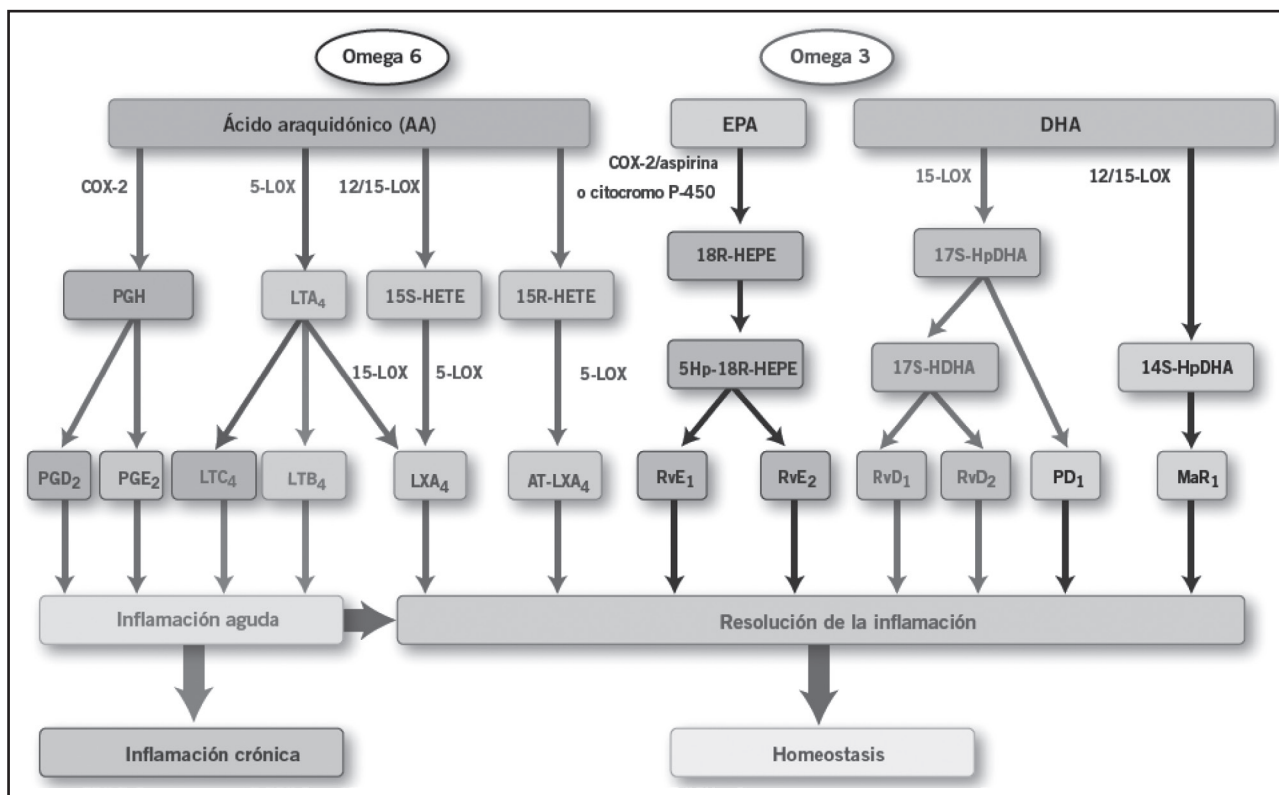 Omega 6
Omega 3
Ácido araquidónico (AA)
EPA
DHA
COX-2
5-LOX
12/15-LOX
COX-2/aspirina
o citocromo P-450
15-LOX
12/15-LOX
18R-HEPE
17S-HpDHA
PGH
LTA4
15S-HETE
15R-HETE
15-LOX
5-LOX
5-LOX
5Hp-18R-HEPE
17S-HDHA
14S-HpDHA
PGD2
PGE2
LTC4
LTB4
LXA4
AT-LXA4
RvE1
RvE2
RvD1
RvD2
PD1
MaR1
Inflamación aguda
Resolución de la inflamación
Inflamación crónica
Homeostasis